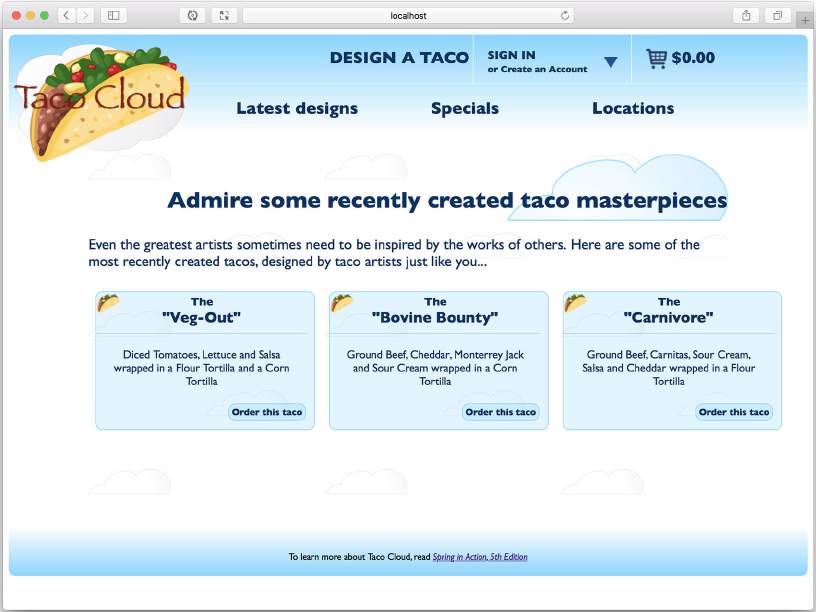 localhost
Taco Cloud
DESIGN A TACO
SIGN IN
or Create an Account
$0.00
Latest designs
Specials
Locations
Admire some recently created taco masterpieces
Even the greatest artists sometimes need to be inspired by the works of others. Here are some of the
most recently created tacos, designed by taco artists just like you...
The
"Veg-Out"
Diced Tomatoes, Lettuce and Salsa
wrapped in a Flour Tortilla and a Corn
Tortilla
Order this taco
The
"Bovine Bounty"
Ground Beef, Cheddar, Monterrey Jack
and Sour Cream wrapped in a Corn
Tortilla
Order this taco
The
"Carnivore"
Ground Beef, Carnitas, Sour Cream,
Salsa and Cheddar wrapped in a Flour
Tortilla
Order this taco
To learn more about Taco Cloud, read Spring in Action, 5th Edition